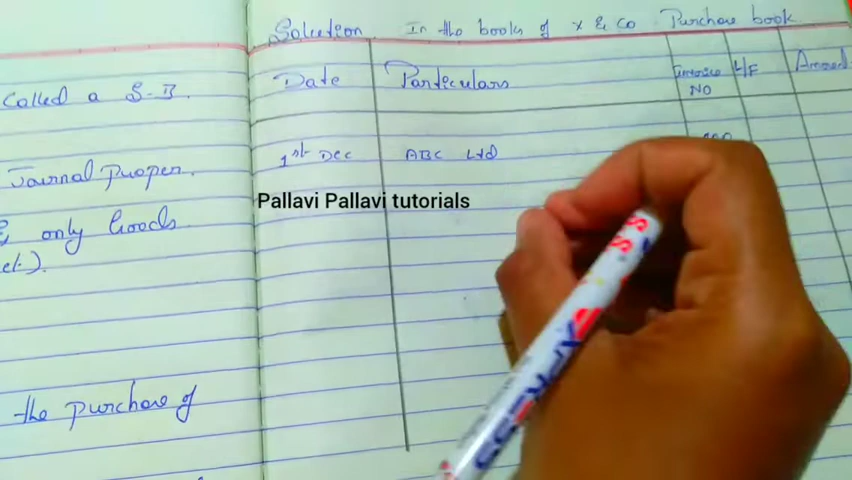 called a S-B.
Journal Proper.
only Goods
etc).
the purchase of
Solution In the books of X & Co Purchase book
Date Particulars Invoice No L/F Amount
1st Dec ABC Ltd
Pallavi Pallavi tutorials